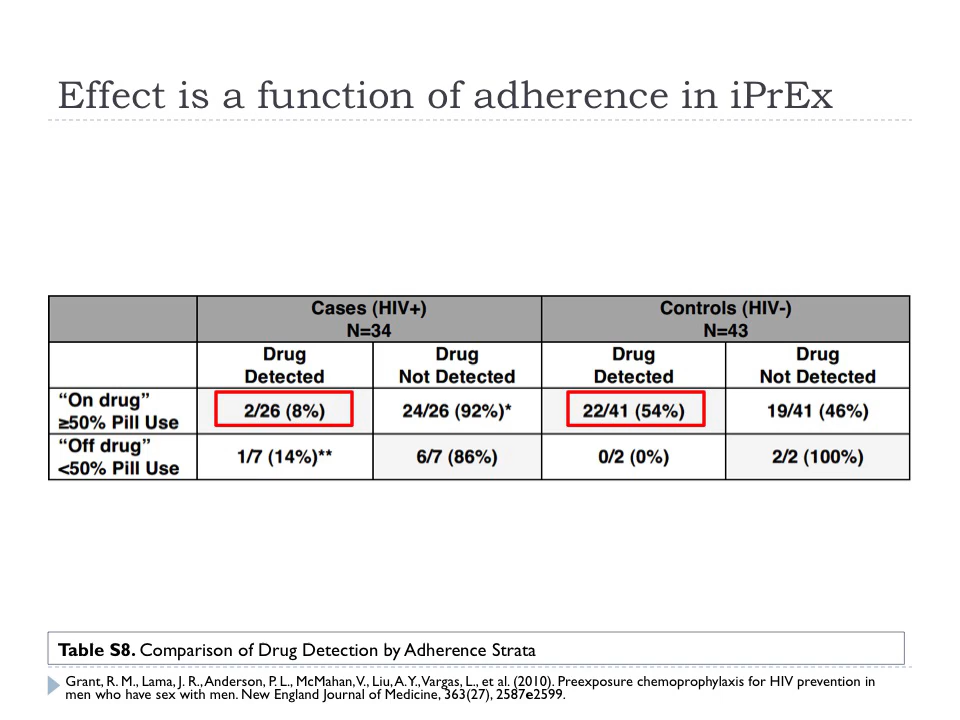 Effect is a function of adherence in iPrEx
Cases (HIV+)
N=34
Controls (HIV-)
N=43
Drug
Detected
Drug
Not Detected
Drug
Detected
Drug
Not Detected
“On drug”
≥50% Pill Use
2/26 (8%)
24/26 (92%)*
22/41 (54%)
19/41 (46%)
“Off drug”
<50% Pill Use
1/7 (14%)**
6/7 (86%)
0/2 (0%)
2/2 (100%)
Table S8. Comparison of Drug Detection by Adherence Strata
Grant, R. M., Lama, J. R., Anderson, P. L., McMahan, V., Liu, A. Y., Vargas, L., et al. (2010). Preexposure chemoprophylaxis for HIV prevention in
men who have sex with men. New England Journal of Medicine, 363(27), 2587e2599.